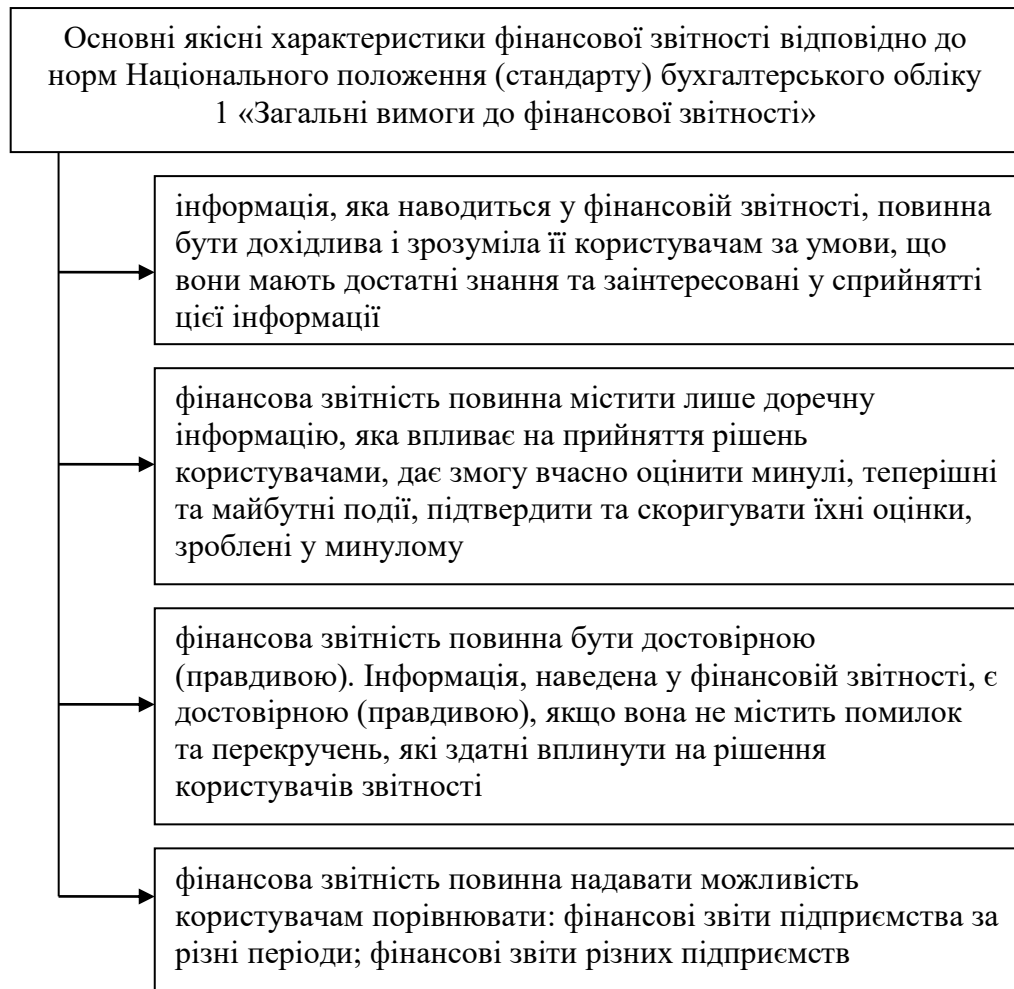 Основні якісні характеристики фінансової звітності відповідно до
норм Національного положення (стандарту) бухгалтерського обліку
1 «Загальні вимоги до фінансової звітності»
інформація, яка наводиться у фінансовій звітності, повинна
бути дохідлива і зрозуміла її користувачам за умови, що
вони мають достатні знання та заінтересовані у сприйнятті
цієї інформації
фінансова звітність повинна містити лише доречну
інформацію, яка впливає на прийняття рішень
користувачами, дає змогу вчасно оцінити минулі, теперішні
та майбутні події, підтвердити та скоригувати їхні оцінки,
зроблені у минулому
фінансова звітність повинна бути достовірною
(правдивою). Інформація, наведена у фінансовій звітності, є
достовірною (правдивою), якщо вона не містить помилок
та перекручень, які здатні вплинути на рішення
користувачів звітності
фінансова звітність повинна надавати можливість
користувачам порівнювати: фінансові звіти підприємства за
різні періоди; фінансові звіти різних підприємств